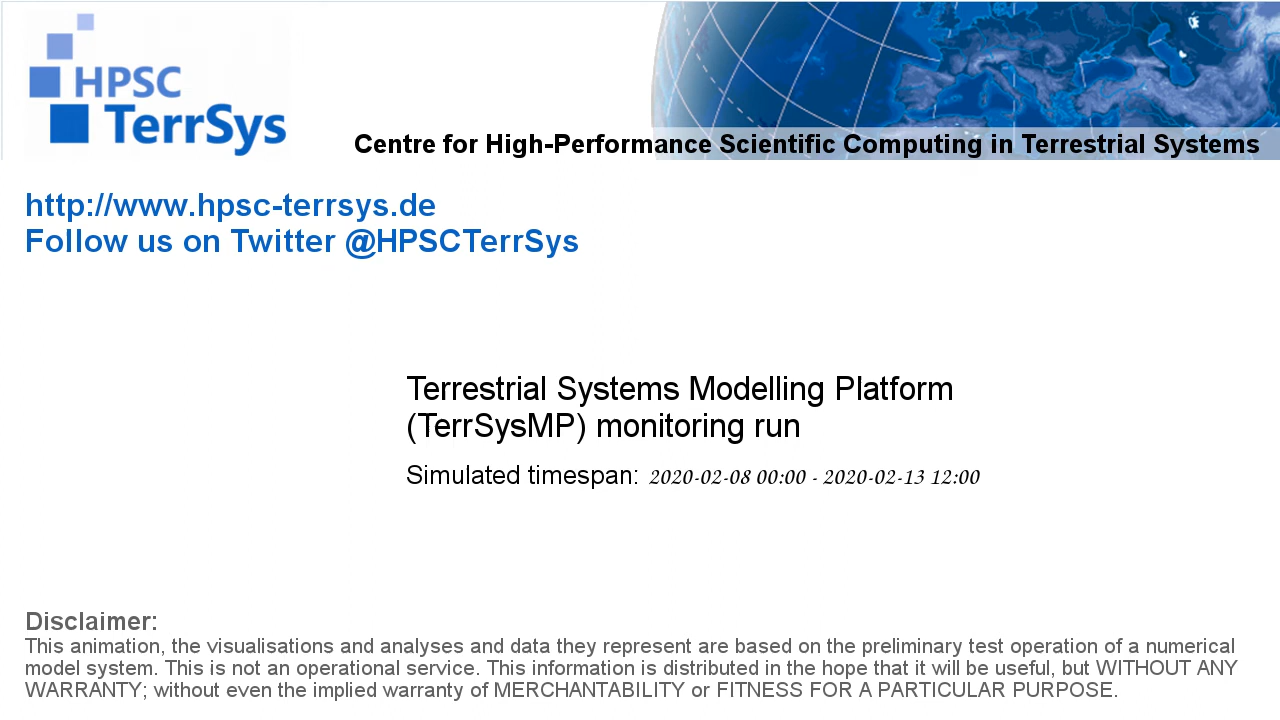 HPSC
TerrSys
Centre for High-Performance Scientific Computing in Terrestrial Systems
http://www.hpsc-terrsys.de
Follow us on Twitter @HPSCTerrSys
Terrestrial Systems Modelling Platform
(TerrSysMP) monitoring run
Simulated timespan: 2020-02-08 00:00 - 2020-02-13 12:00
Disclaimer:
This animation, the visualisations and analyses and data they represent are based on the preliminary test operation of a numerical
model system. This is not an operational service. This information is distributed in the hope that it will be useful, but WITHOUT ANY
WARRANTY; without even the implied warranty of MERCHANTABILITY or FITNESS FOR A PARTICULAR PURPOSE.